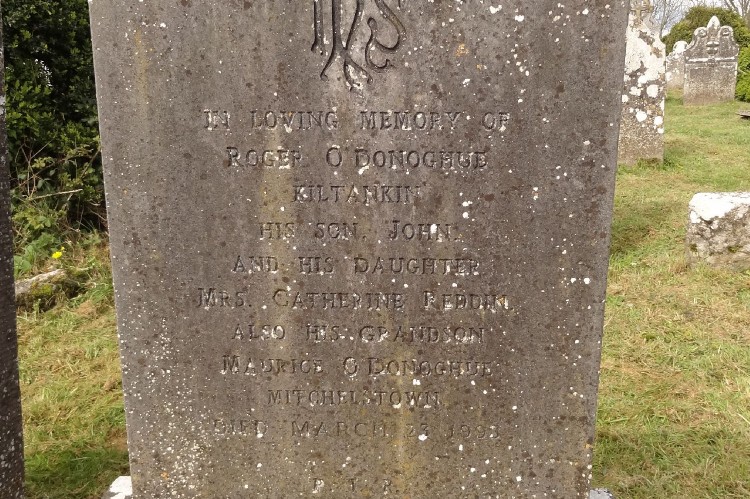 IHS
IN LOVING MEMORY OF
ROGER O'DONOGHUE
KILTANKIN
HIS SON, JOHN,
AND HIS DAUGHTER
MRS. CATHERINE
ALSO HIS GRANDSON
MAURICE O'DONOGHUE
MITCHELSTOWN
DIED MARCH 23